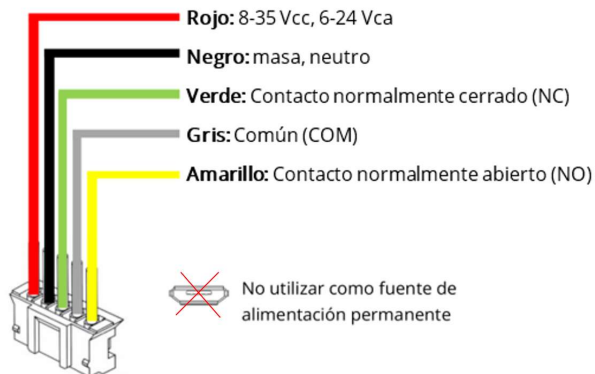 Rojo: 8-35 Vcc, 6-24 Vca
Negro: masa, neutro
Verde: Contacto normalmente cerrado (NC)
Gris: Común (COM)
Amarillo: Contacto normalmente abierto (NO)
No utilizar como fuente de
alimentación permanente